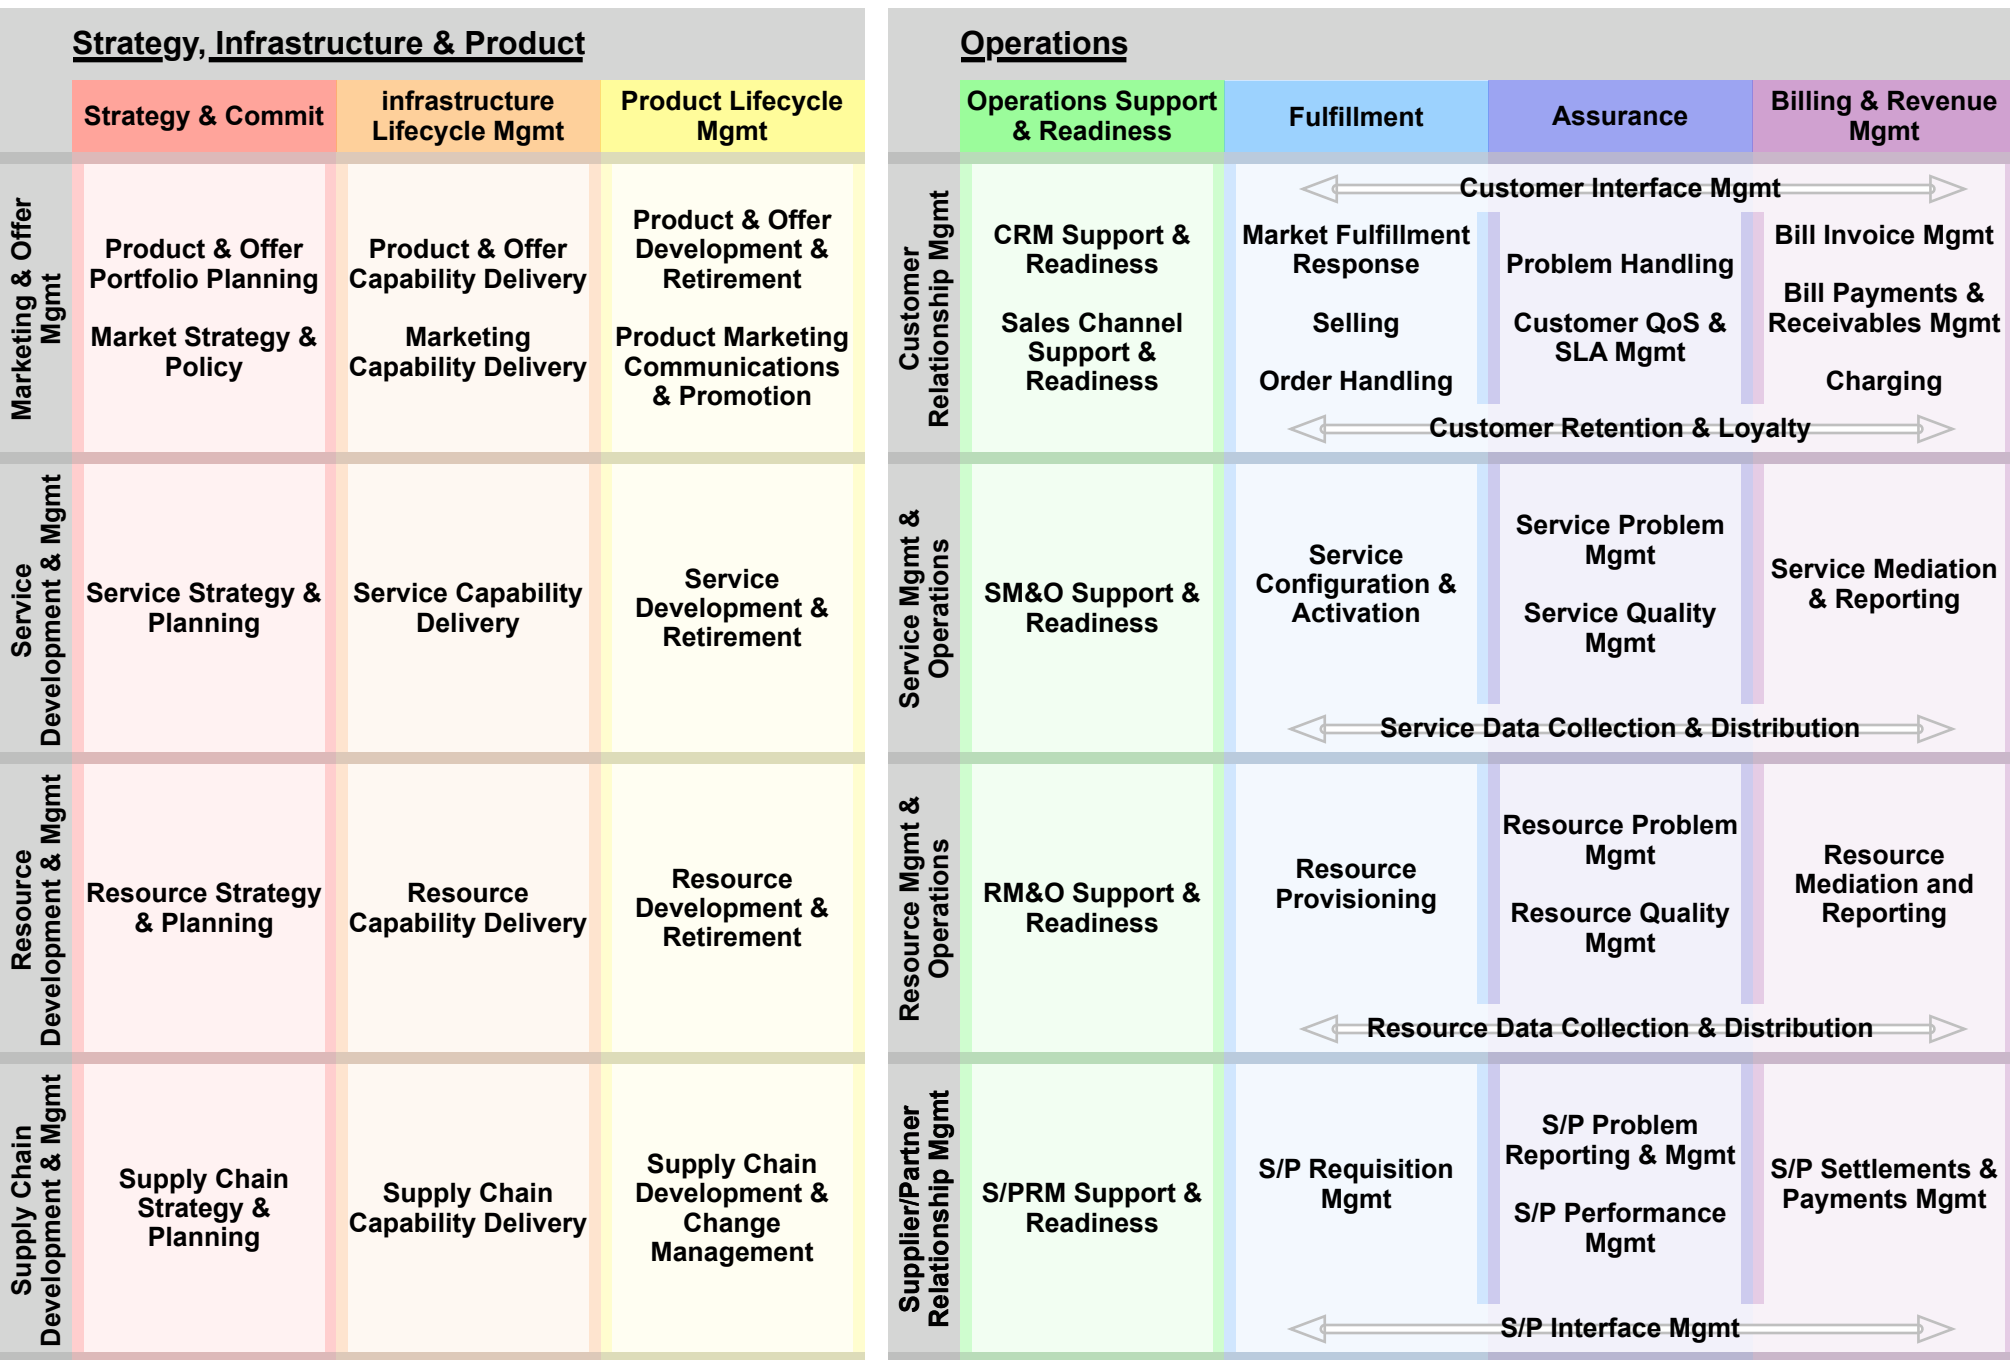 Strategy, Infrastructure & Product
Strategy & Commit
infrastructure
Lifecycle Mgmt
Product Lifecycle
Mgmt
Marketing & Offer
Mgmt
Product & Offer
Portfolio Planning
Market Strategy &
Policy
Product & Offer
Capability Delivery
Marketing
Capability Delivery
Product & Offer
Development &
Retirement
Product Marketing
Communications
& Promotion
Service
Development & Mgmt
Service Strategy &
Planning
Service Capability
Delivery
Service
Development &
Retirement
Resource
Development & Mgmt
Resource Strategy
& Planning
Resource
Capability Delivery
Resource
Development &
Retirement
Supply Chain
Development & Mgmt
Supply Chain
Strategy &
Planning
Supply Chain
Capability Delivery
Supply Chain
Development &
Change
Management
Operations
Operations Support
& Readiness
Fulfillment
Assurance
Billing & Revenue
Mgmt
Customer
Relationship Mgmt
Customer Interface Mgmt
CRM Support &
Readiness
Sales Channel
Support &
Readiness
Market Fulfillment
Response
Selling
Order Handling
Problem Handling
Customer QoS &
SLA Mgmt
Bill Invoice Mgmt
Bill Payments &
Receivables Mgmt
Charging
Customer Retention & Loyalty
Service Mgmt &
Operations
SM&O Support &
Readiness
Service
Configuration &
Activation
Service Problem
Mgmt
Service Quality
Mgmt
Service Mediation
& Reporting
Service Data Collection & Distribution
Resource Mgmt &
Operations
RM&O Support &
Readiness
Resource
Provisioning
Resource Problem
Mgmt
Resource Quality
Mgmt
Resource
Mediation and
Reporting
Resource Data Collection & Distribution
Supplier/Partner
Relationship Mgmt
S/PRM Support &
Readiness
S/P Requisition
Mgmt
S/P Problem
Reporting & Mgmt
S/P Performance
Mgmt
S/P Settlements &
Payments Mgmt
S/P Interface Mgmt